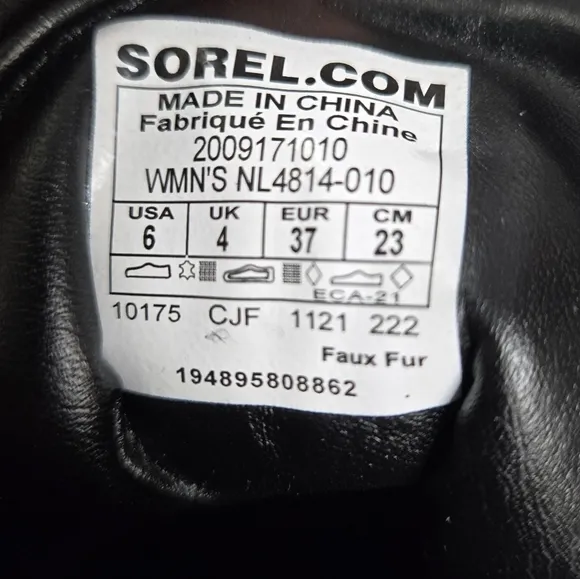 SOREL.COM
MADE IN CHINA
Fabriqué En Chine
2009171010
WMN'S NL4814-010
USA UK EUR CM
6 4 37 23
ECA-21
10175 CJF 1121 222
Faux Fur
194895808862